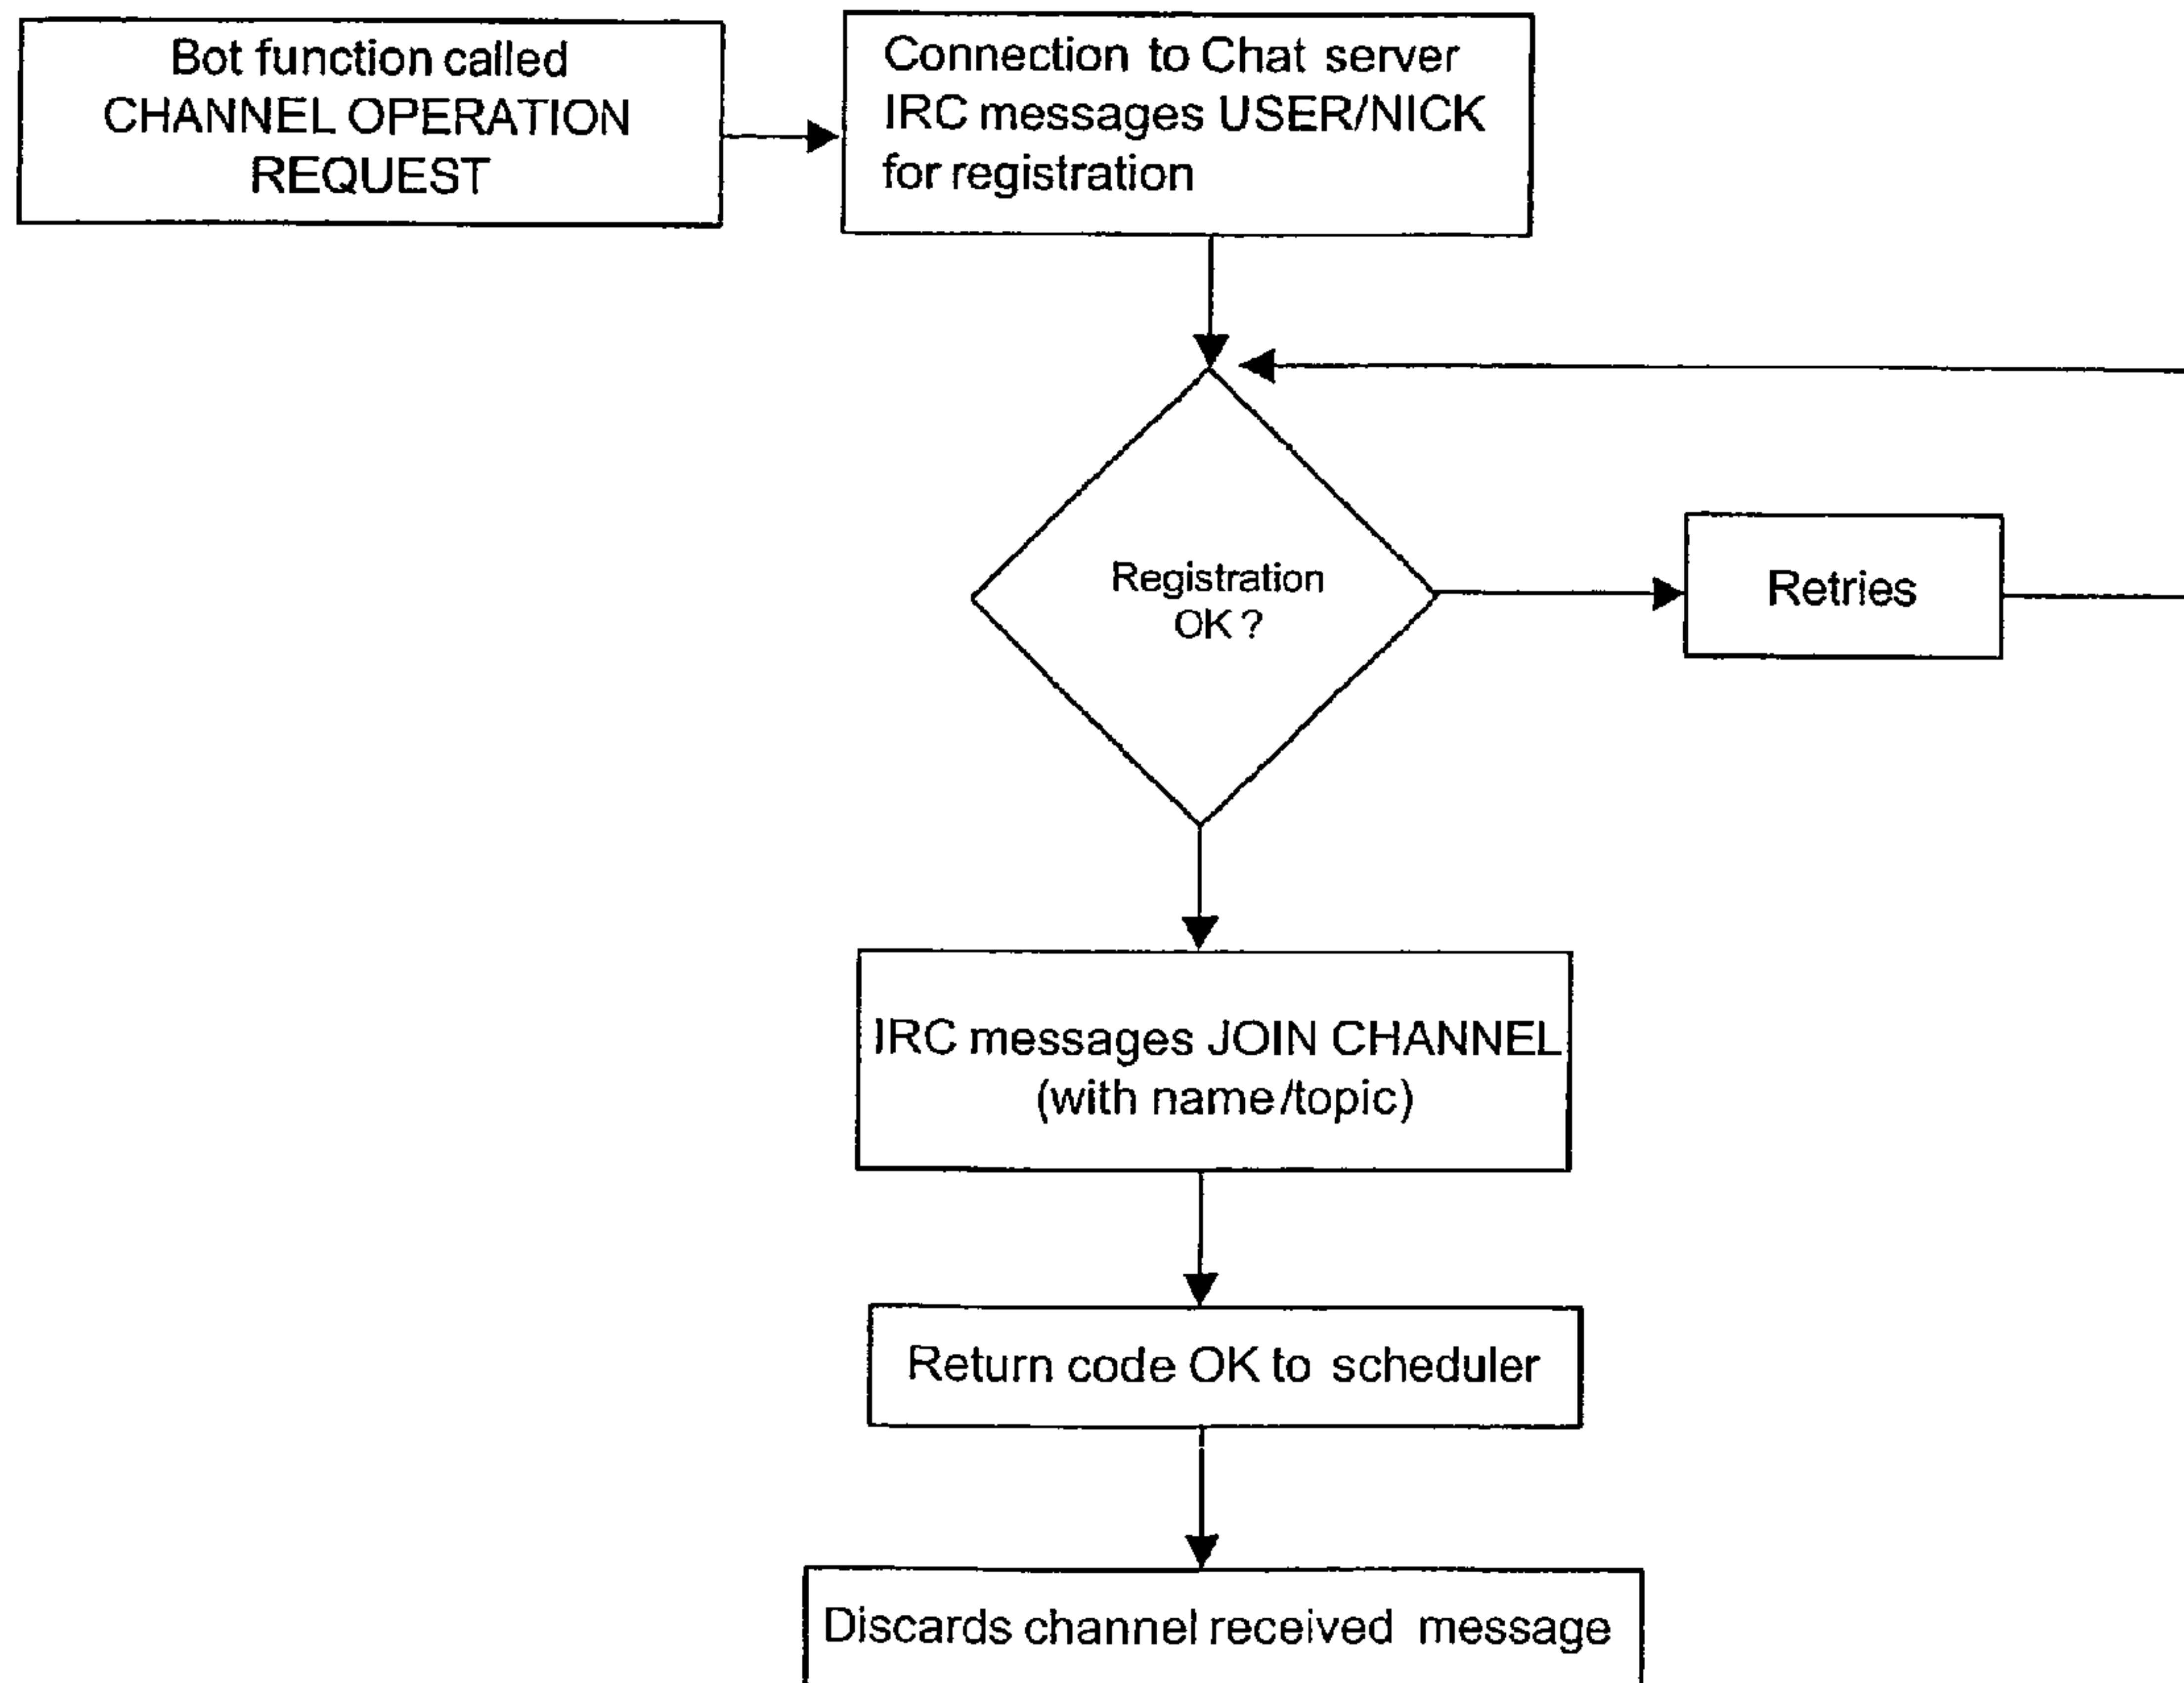 Bot function called
CHANNEL OPERATION
REQUEST
Connection to Chat server
IRC messages USER/NICK
for registration
Registration
OK ?
Retries
IRC messages JOIN CHANNEL
(with name/topic)
Return code OK to scheduler
Discards channel received message